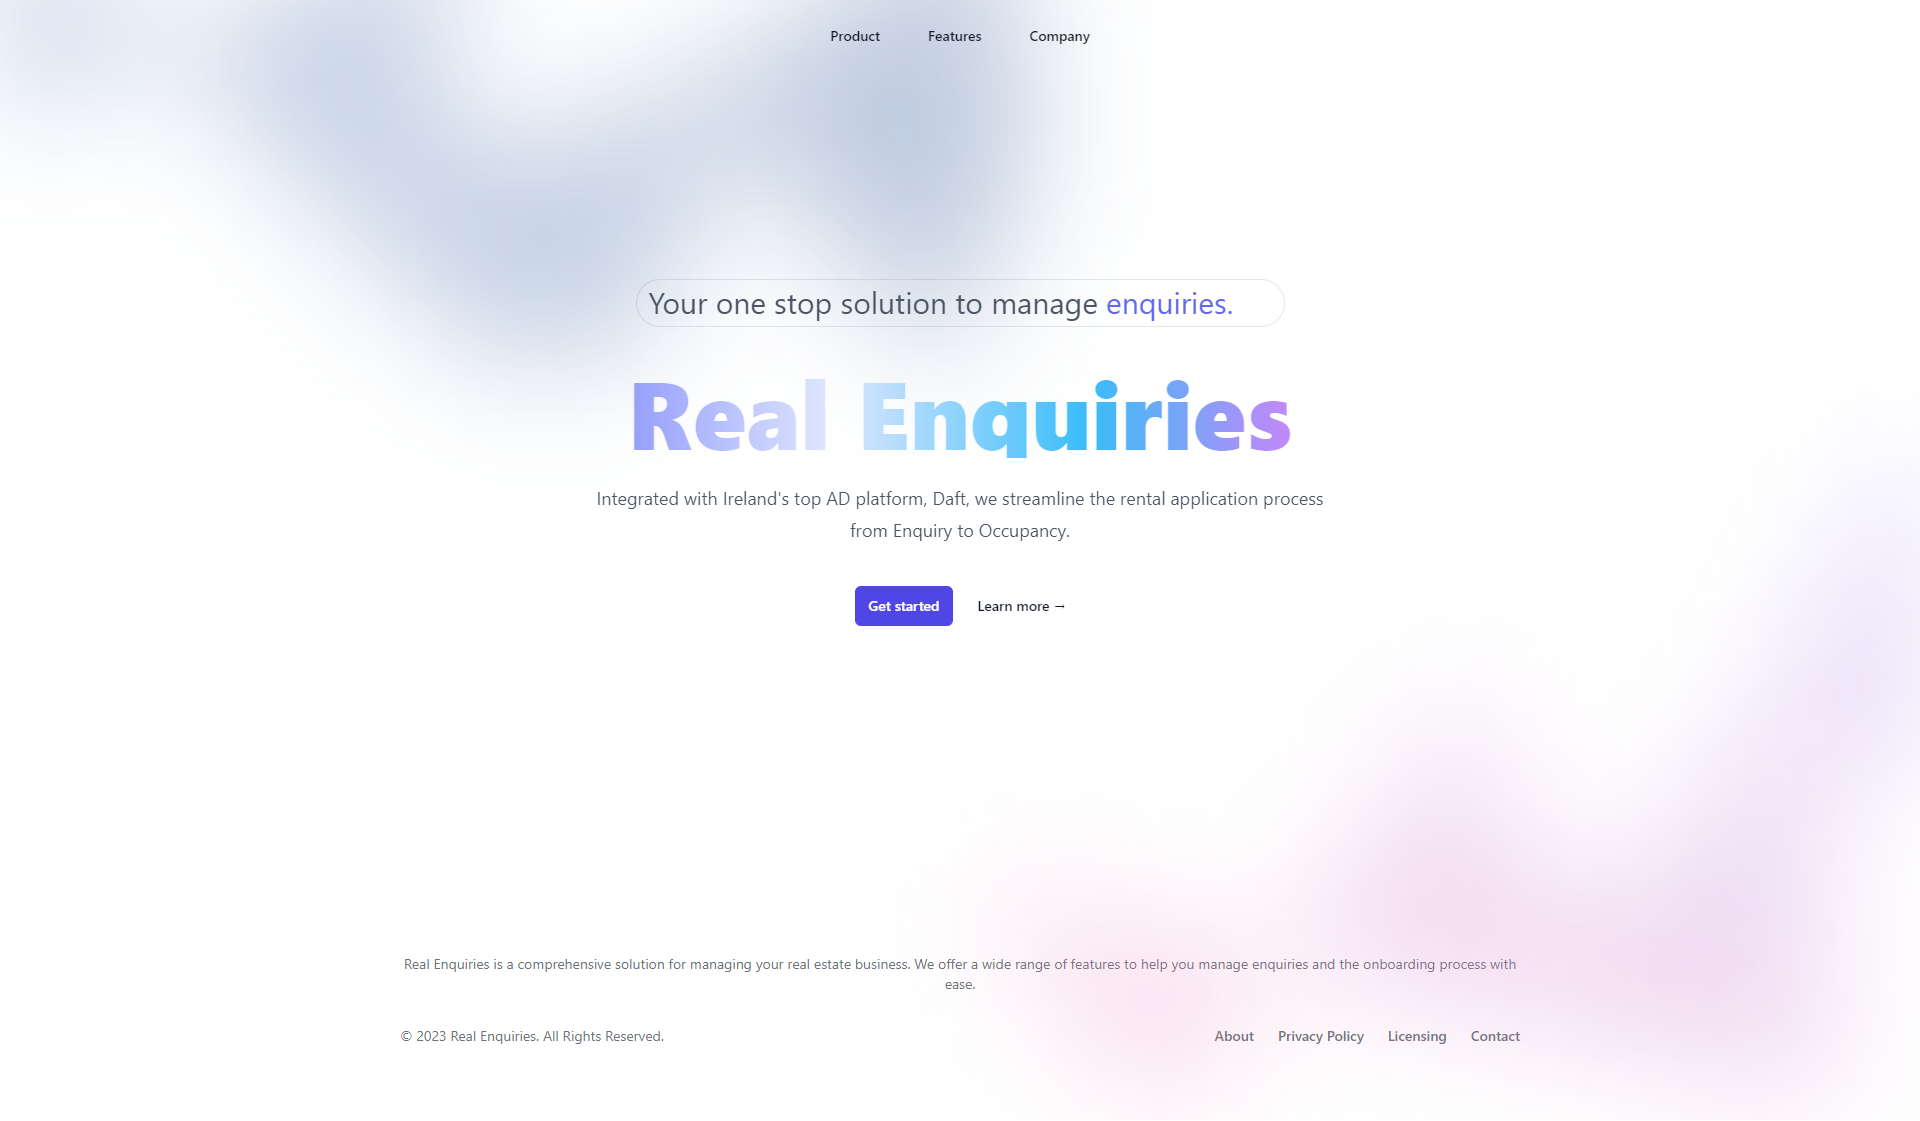 Product Features Company
Your one stop solution to manage enquiries.
Real Enquiries
Integrated with Ireland's top AD platform, Daft, we streamline the rental application process
from Enquiry to Occupancy.
Get started Learn more →
Real Enquiries is a comprehensive solution for managing your real estate business. We offer a wide range of features to help you manage enquiries and the onboarding process with
ease.
© 2023 Real Enquiries. All Rights Reserved. About Privacy Policy Licensing Contact